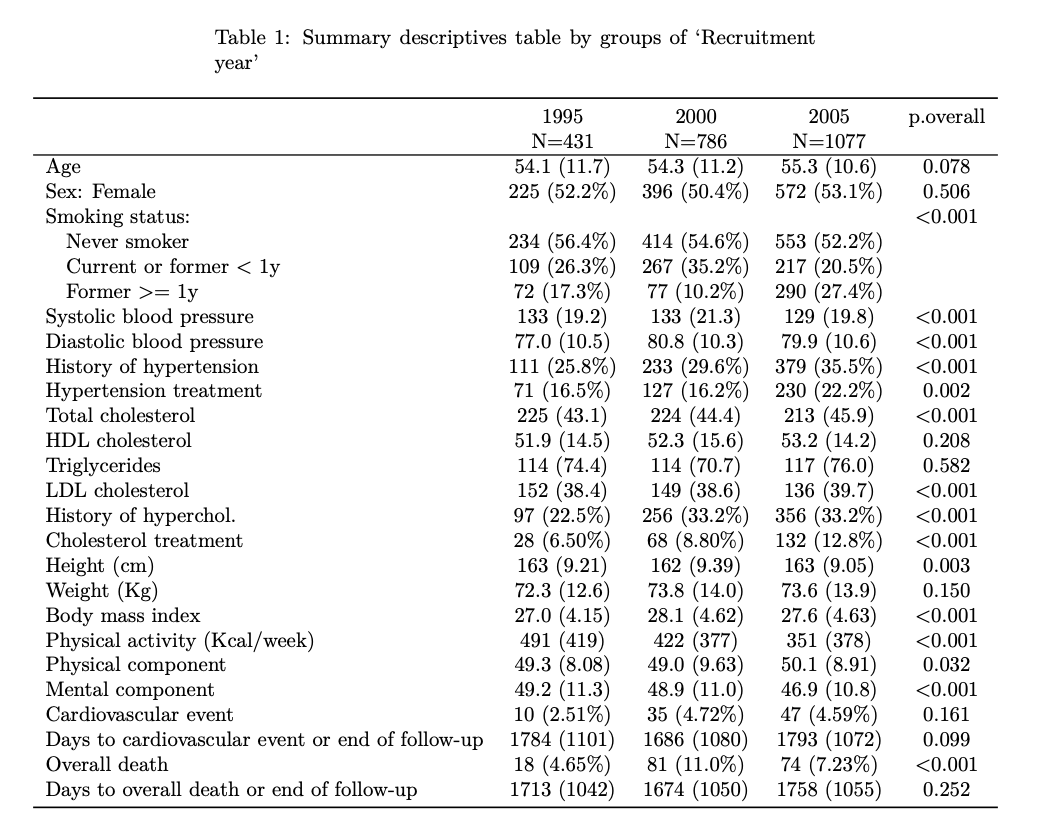 Table 1: Summary descriptives table by groups of ‘Recruitment
year’
1995 2000 2005 p.overall
N=431 N=786 N=1077
Age 54.1 (11.7) 54.3 (11.2) 55.3 (10.6) 0.078
Sex: Female 225 (52.2%) 396 (50.4%) 572 (53.1%) 0.506
Smoking status: <0.001
Never smoker 234 (56.4%) 414 (54.6%) 553 (52.2%)
Current or former < 1y 109 (26.3%) 267 (35.2%) 217 (20.5%)
Former >= 1y 72 (17.3%) 77 (10.2%) 290 (27.4%)
Systolic blood pressure 133 (19.2) 133 (21.3) 129 (19.8) <0.001
Diastolic blood pressure 77.0 (10.5) 80.8 (10.3) 79.9 (10.6) <0.001
History of hypertension 111 (25.8%) 233 (29.6%) 379 (35.5%) <0.001
Hypertension treatment 71 (16.5%) 127 (16.2%) 230 (22.2%) 0.002
Total cholesterol 225 (43.1) 224 (44.4) 213 (45.9) <0.001
HDL cholesterol 51.9 (14.5) 52.3 (15.6) 53.2 (14.2) 0.208
Triglycerides 114 (74.4) 114 (70.7) 117 (76.0) 0.582
LDL cholesterol 152 (38.4) 149 (38.6) 136 (39.7) <0.001
History of hyperchol. 97 (22.5%) 256 (33.2%) 356 (33.2%) <0.001
Cholesterol treatment 28 (6.50%) 68 (8.80%) 132 (12.8%) <0.001
Height (cm) 163 (9.21) 162 (9.39) 163 (9.05) 0.003
Weight (Kg) 72.3 (12.6) 73.8 (14.0) 73.6 (13.9) 0.150
Body mass index 27.0 (4.15) 28.1 (4.62) 27.6 (4.63) <0.001
Physical activity (Kcal/week) 491 (419) 422 (377) 351 (378) <0.001
Physical component 49.3 (8.08) 49.0 (9.63) 50.1 (8.91) 0.032
Mental component 49.2 (11.3) 48.9 (11.0) 46.9 (10.8) <0.001
Cardiovascular event 10 (2.51%) 35 (4.72%) 47 (4.59%) 0.161
Days to cardiovascular event or end of follow-up 1784 (1101) 1686 (1080) 1793 (1072) 0.099
Overall death 18 (4.65%) 81 (11.0%) 74 (7.23%) <0.001
Days to overall death or end of follow-up 1713 (1042) 1674 (1050) 1758 (1055) 0.252